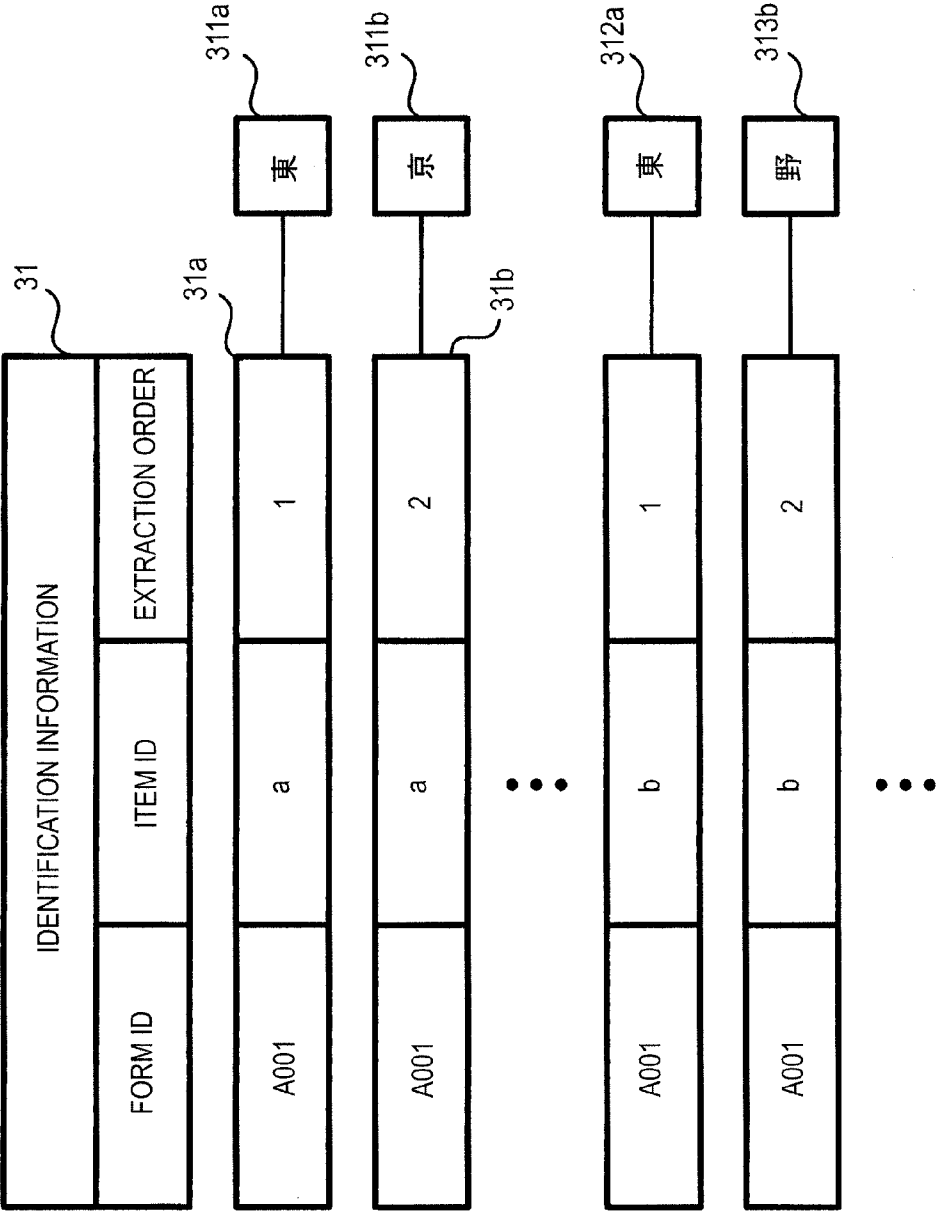 31
IDENTIFICATION INFORMATION
FORM ID ITEM ID EXTRACTION ORDER
31a 311a
A001 a 1 東
31b 311b
A001 a 2 京
312a
A001 b 1 東
313b
A001 b 2 野